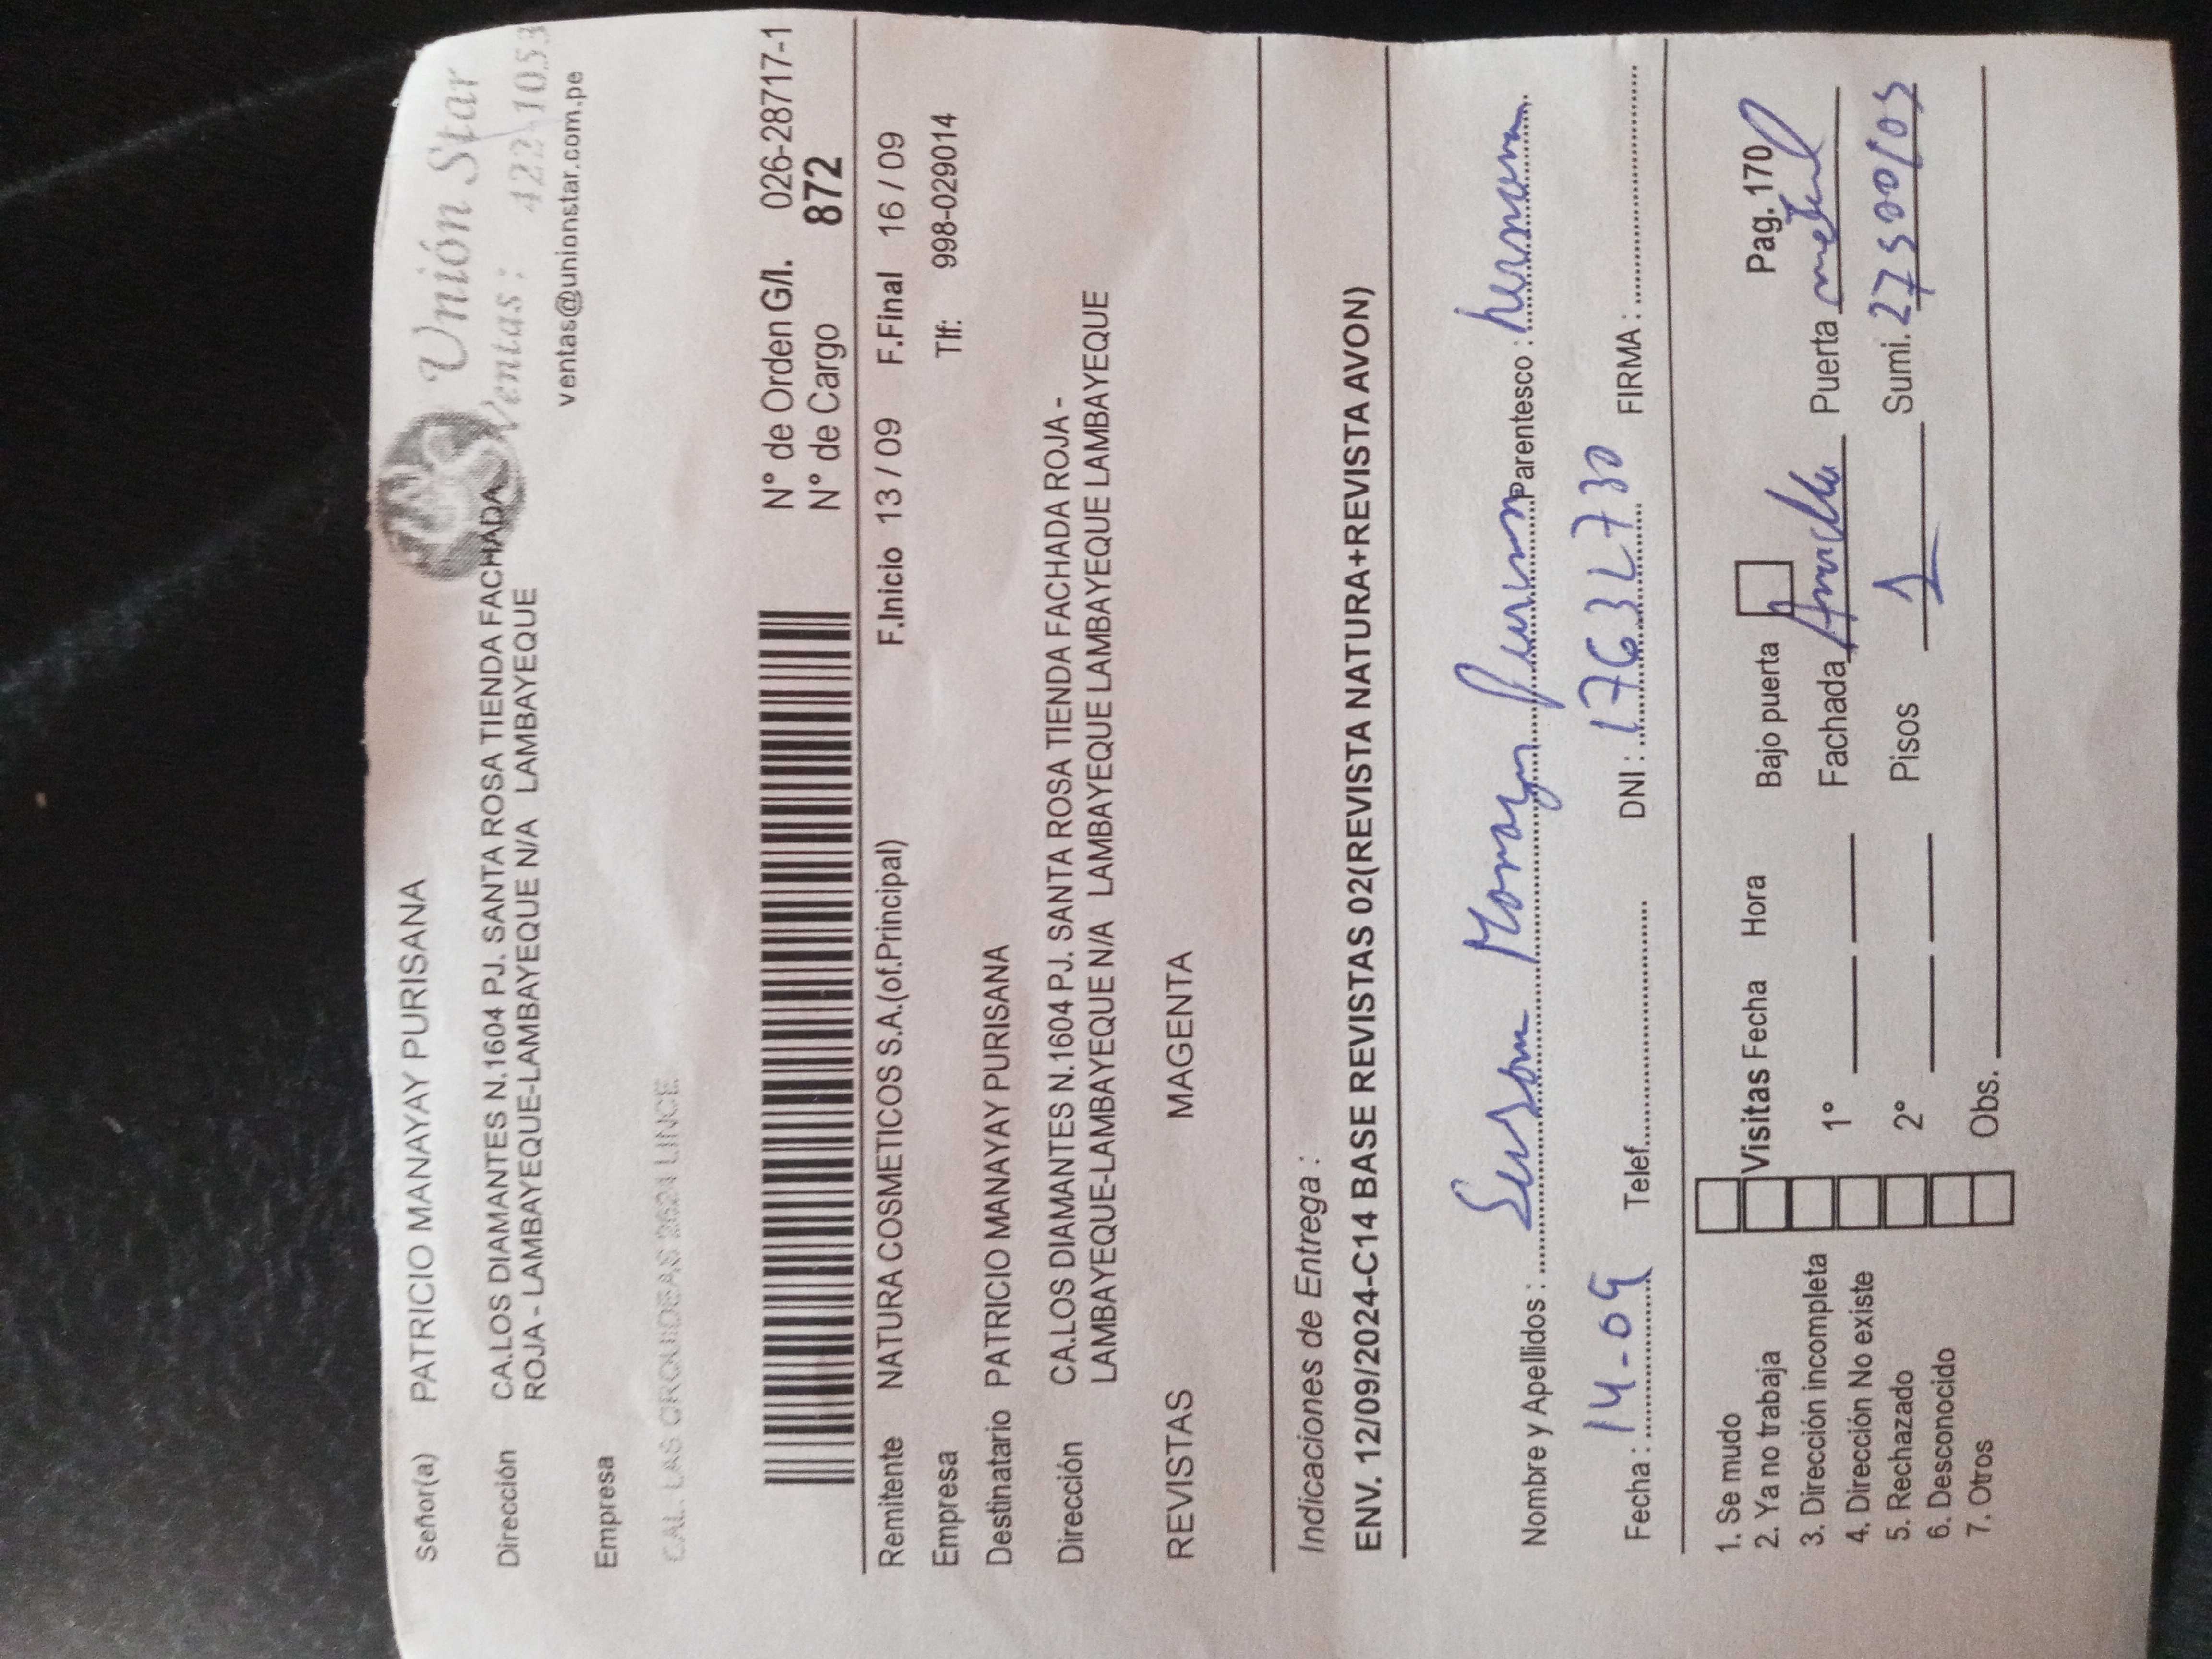 Unión Star
Ventas: 422-1053
ventas@unionstar.com.pe
Señor(a) PATRICIO MANAYAY PURISANA
Dirección CA.LOS DIAMANTES N.1604 PJ. SANTA ROSA TIENDA FACHADA
ROJA - LAMBAYEQUE-LAMBAYEQUE N/A LAMBAYEQUE
Empresa
CAL. LAS ORQUIDEAS 2621 LINCE
N° de Orden G/I. 026-28717-1
N° de Cargo 872
Remitente NATURA COSMETICOS S.A.(of.Principal) F.Inicio 13 / 09 F.Final 16 / 09
Empresa Tlf: 998-029014
Destinatario PATRICIO MANAYAY PURISANA
Dirección CA.LOS DIAMANTES N.1604 PJ. SANTA ROSA TIENDA FACHADA ROJA -
LAMBAYEQUE-LAMBAYEQUE N/A LAMBAYEQUE LAMBAYEQUE LAMBAYEQUE LAMBAYEQUE
REVISTAS MAGENTA
Indicaciones de Entrega :
ENV. 12/09/2024-C14 BASE REVISTAS 02(REVISTA NATURA+REVISTA AVON)
Nombre y Apellidos : Parentesco :
Fecha : 14-09 Telef. DNI : FIRMA :
1. Se mudo Visitas Fecha Hora Bajo puerta Pag. 170
2. Ya no trabaja
3. Dirección incompleta 1° Fachada Amarilla Puerta metal
4. Dirección No existe
5. Rechazado 2° Pisos 1 Sumi.
6. Desconocido
7. Otros Obs.